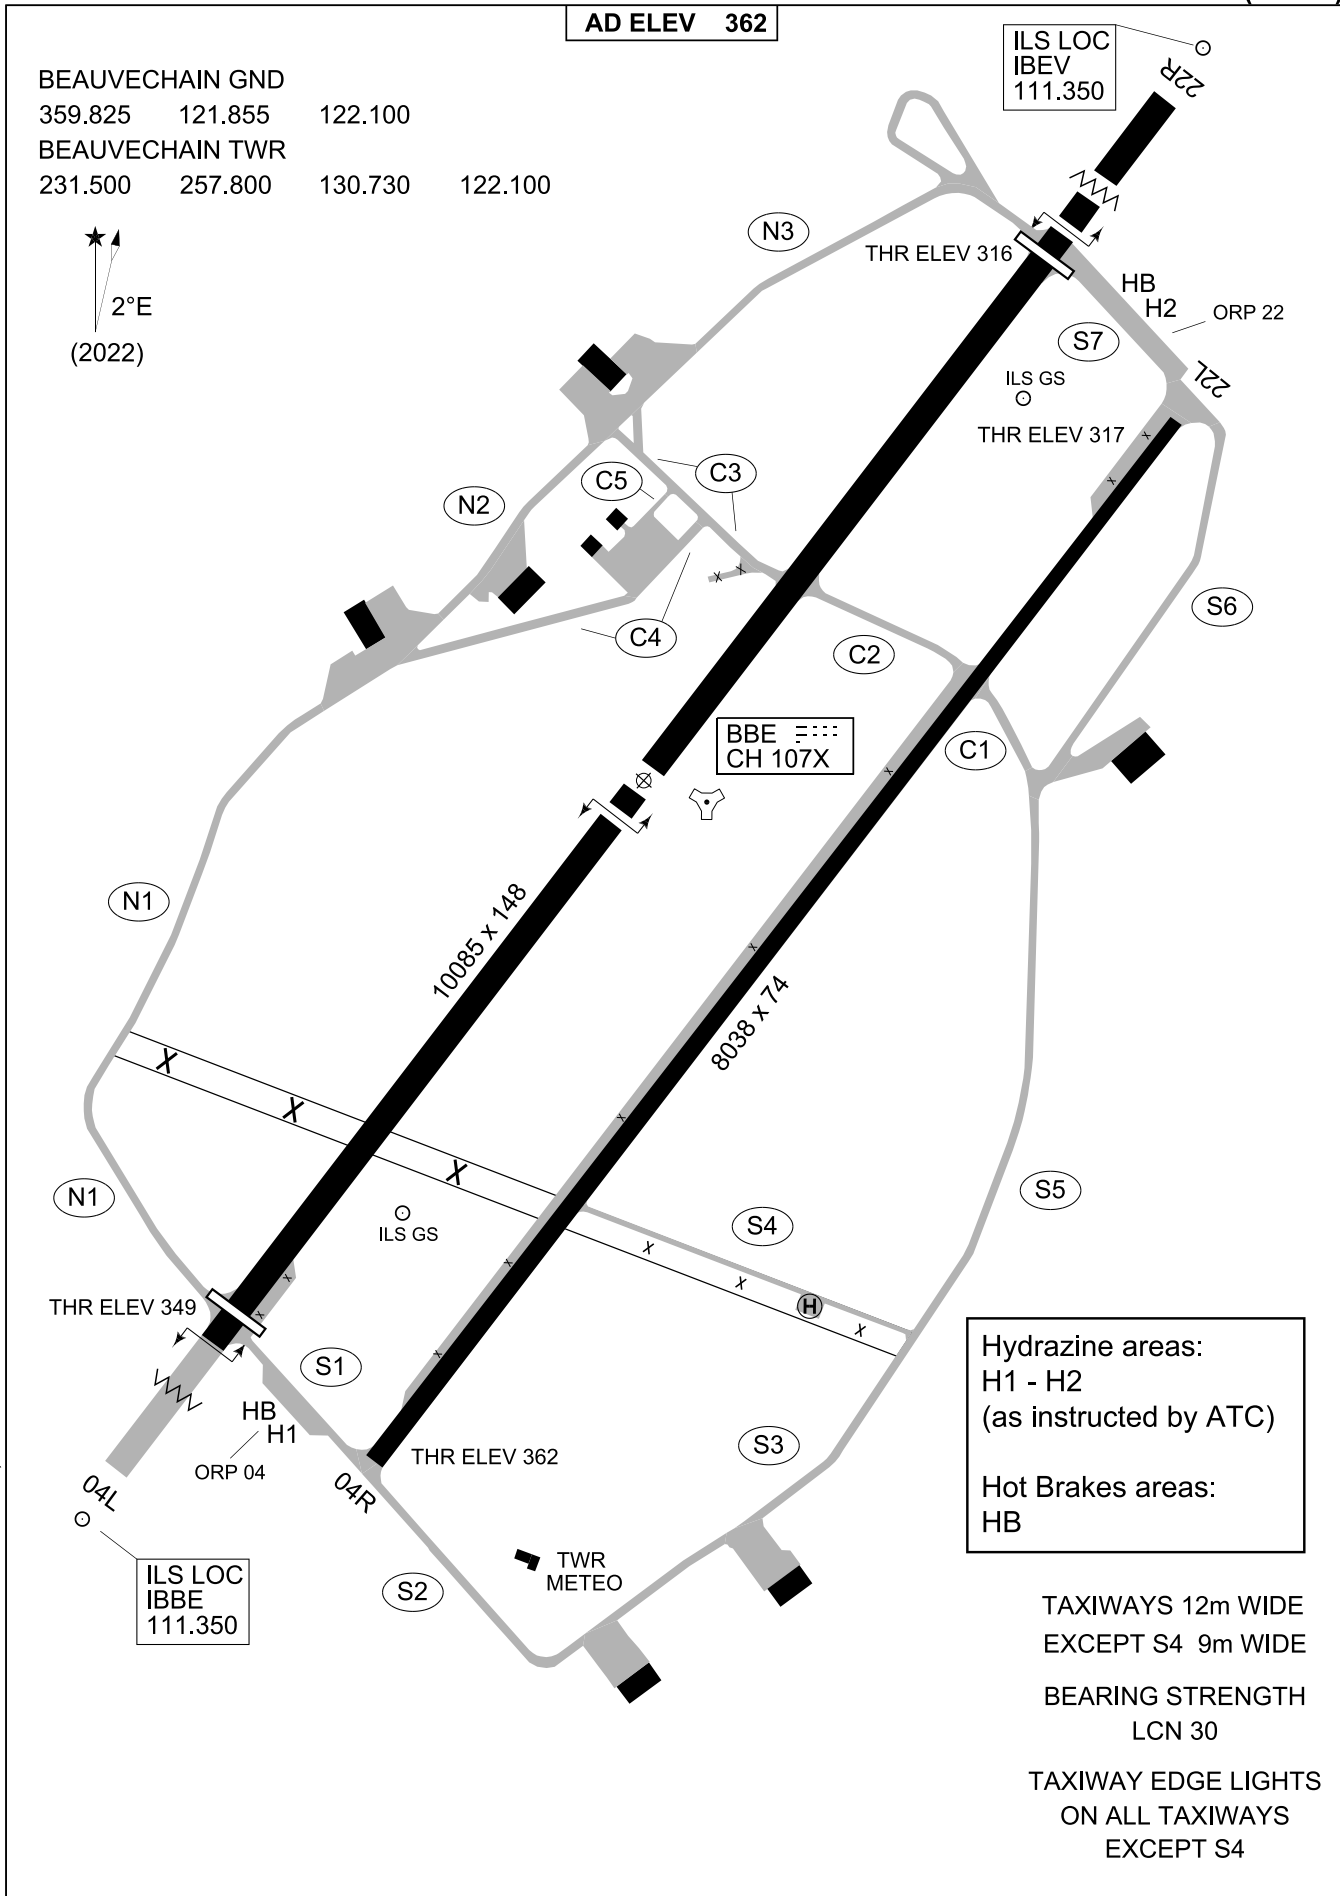 AD ELEV 362
BEAUVECHAIN GND
359.825 121.855 122.100
BEAUVECHAIN TWR
231.500 257.800 130.730 122.100
2°E
(2022)
ILS LOC
IBEV
111.350
22R
N3
THR ELEV 316
HB
H2
ORP 22
S7
22L
ILS GS
THR ELEV 317
C3
C5
N2
S6
C4
C2
BBE
CH 107X
C1
N1
10085 x 148
8038 x 74
X
X
X
N1
S5
S4
ILS GS
H
THR ELEV 349
S1
HB
H1
ORP 04
THR ELEV 362
S3
04L
04R
Hydrazine areas:
H1 - H2
(as instructed by ATC)
Hot Brakes areas:
HB
ILS LOC
IBBE
111.350
S2
TWR
METEO
TAXIWAYS 12m WIDE
EXCEPT S4 9m WIDE
BEARING STRENGTH
LCN 30
TAXIWAY EDGE LIGHTS
ON ALL TAXIWAYS
EXCEPT S4